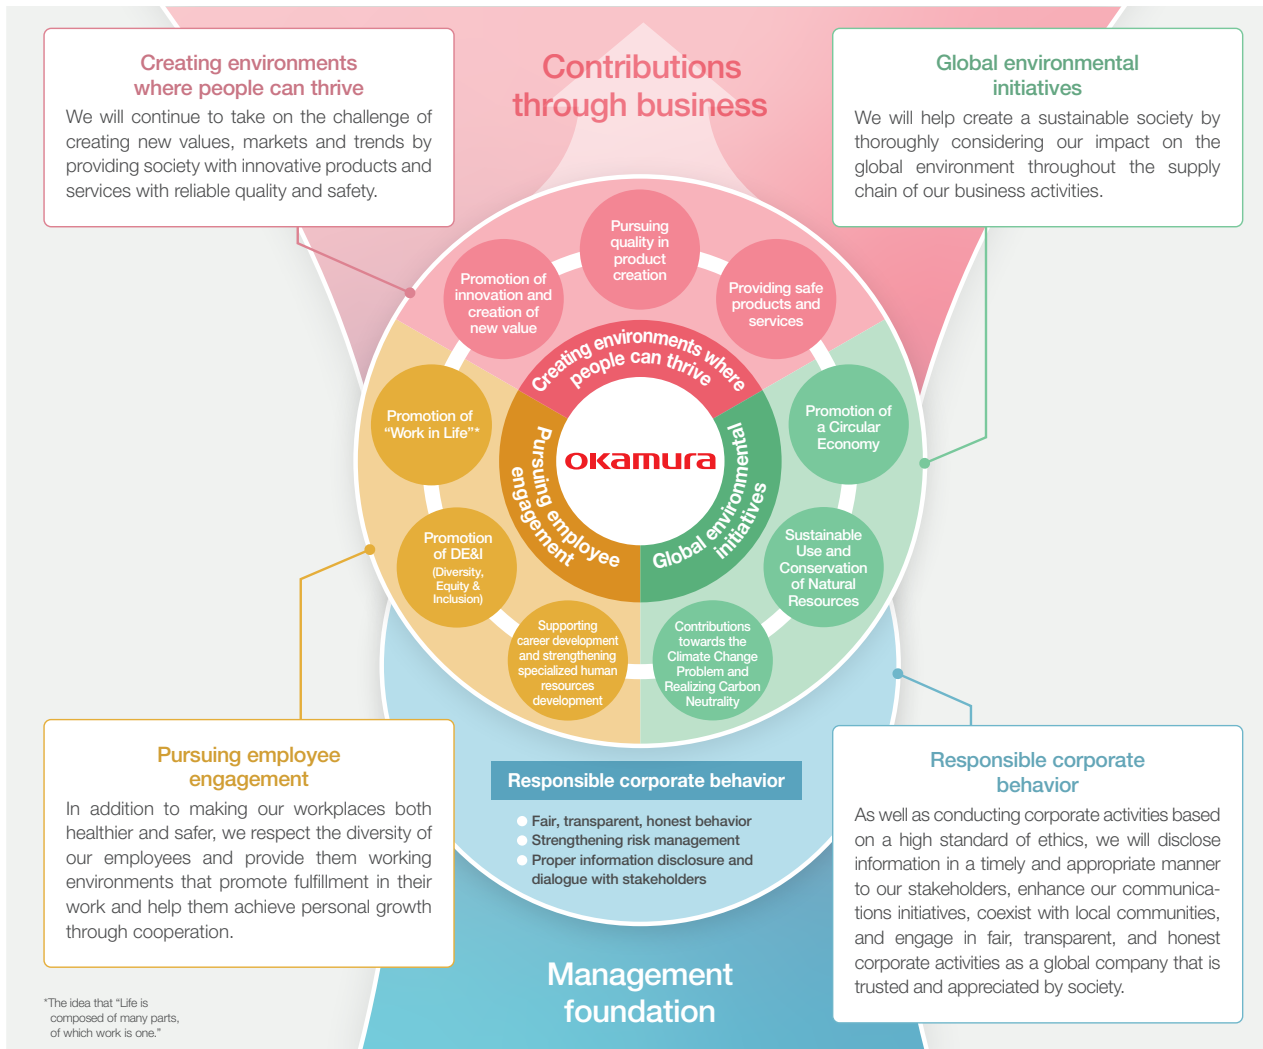 Creating environments
where people can thrive
We will continue to take on the challenge of
creating new values, markets and trends by
providing society with innovative products and
services with reliable quality and safety.
Contributions
through business
Global environmental
initiatives
We will help create a sustainable society by
thoroughly considering our impact on the
global environment throughout the supply
chain of our business activities.
Pursuing
quality in
product
creation
Promotion of
innovation and
creation of
new value
Providing safe
products and
services
Creating environments where
people can thrive
Promotion of
“Work in Life”*
Promotion of
a Circular
Economy
Pursuing employee
engagement
okamura
Global environmental
initiatives
Promotion
of DE&I
(Diversity,
Equity &
Inclusion)
Sustainable
Use and
Conservation
of Natural
Resources
Supporting
career development
and strengthening
specialized human
resources
development
Contributions
towards the
Climate Change
Problem and
Realizing Carbon
Neutrality
Pursuing employee
engagement
In addition to making our workplaces both
healthier and safer, we respect the diversity of
our employees and provide them working
environments that promote fulfillment in their
work and help them achieve personal growth
through cooperation.
Responsible corporate behavior
● Fair, transparent, honest behavior
● Strengthening risk management
● Proper information disclosure and
dialogue with stakeholders
Responsible corporate
behavior
As well as conducting corporate activities based
on a high standard of ethics, we will disclose
information in a timely and appropriate manner
to our stakeholders, enhance our communica-
tions initiatives, coexist with local communities,
and engage in fair, transparent, and honest
corporate activities as a global company that is
trusted and appreciated by society.
Management
foundation
*The idea that “Life is
composed of many parts,
of which work is one.”